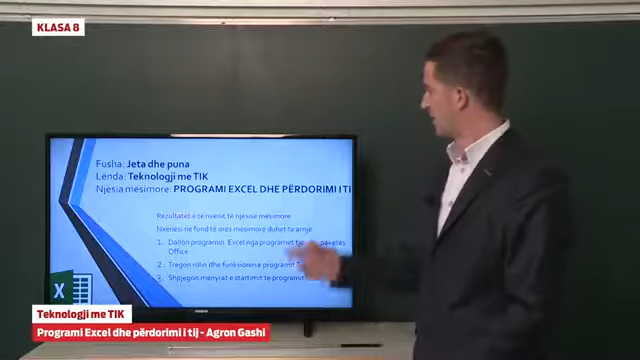 KLASA 8
Fusha: Jeta dhe puna
Lënda: Teknologji me TIK
Njësia mësimore: PROGRAMI EXCEL DHE PËRDORIMI I TIJ
Rezultatet e të nxënit të njësisë mësimore
Nxënësi në fund të orës mësimore duhet të arrijë
1. Dallon programin Excel nga programet tjera paketës
Office
2. Tregon rolin dhe funksionin e programit
3. Shpjegon mënyrat e startimit të programit
X
Teknologji me TIK
Programi Excel dhe përdorimi i tij - Agron Gashi